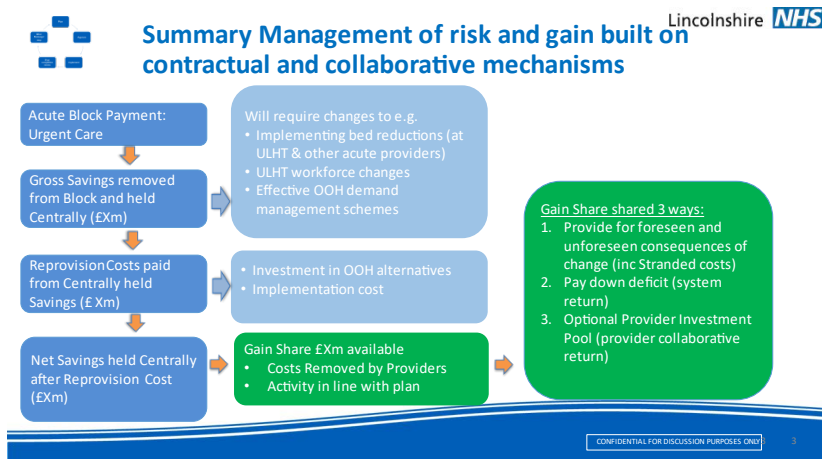 Lincolnshire NHS
Summary Management of risk and gain built on
contractual and collaborative mechanisms
Acute Block Payment:
Urgent Care
Gross Savings removed
from Block and held
Centrally (£Xm)
Reprovision Costs paid
from Centrally held
Savings (£ Xm)
Net Savings held Centrally
after Reprovision Cost
(£Xm)
Will require changes to e.g.
• Implementing bed reductions (at
ULHT & other acute providers)
• ULHT workforce changes
• Effective OOH demand
management schemes
• Investment in OOH alternatives
• Implementation cost
Gain Share £Xm available
• Costs Removed by Providers
• Activity in line with plan
Gain Share shared 3 ways:
1. Provide for foreseen and
unforeseen consequences of
change (inc Stranded costs)
2. Pay down deficit (system
return)
3. Optional Provider Investment
Pool (provider collaborative
return)
CONFIDENTIAL FOR DISCUSSION PURPOSES ONLY
3